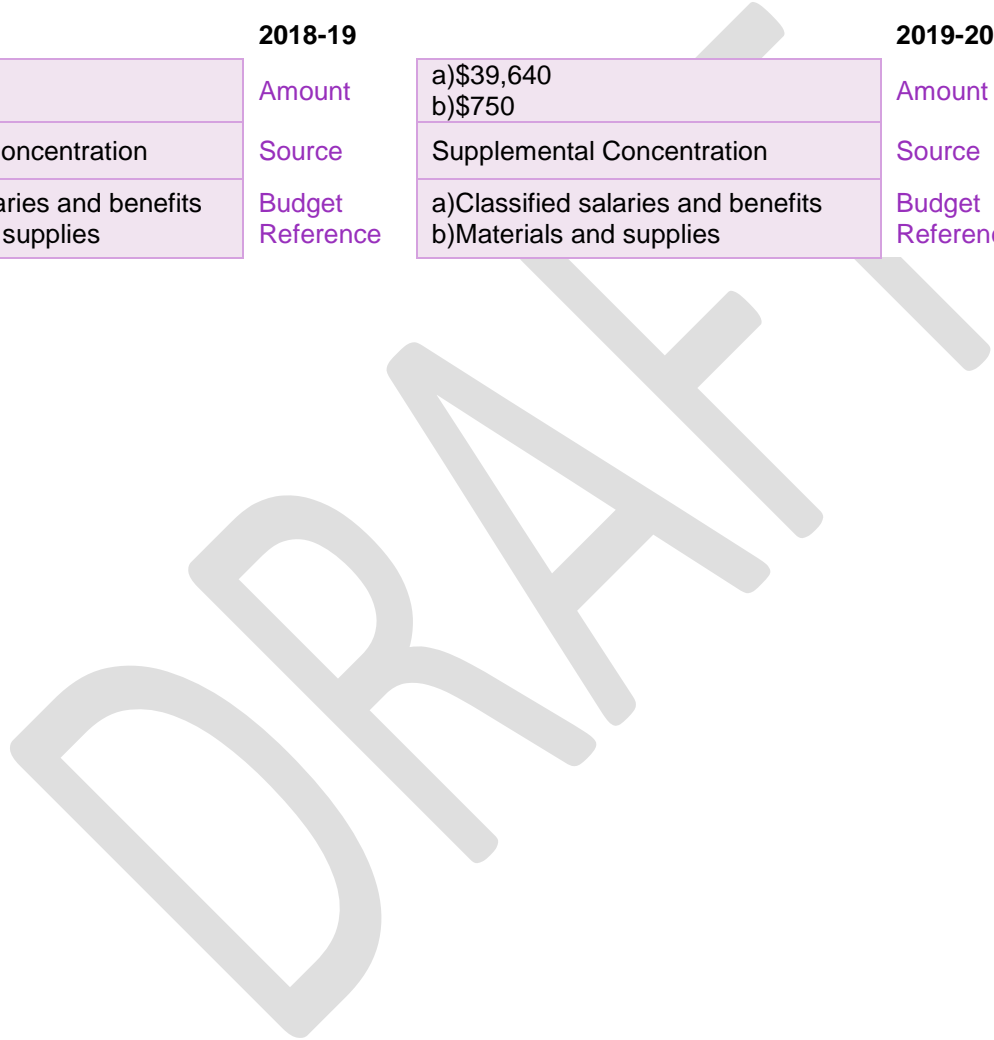 2018-19 2019-20
Amount a)$39,640 Amount
b)$750
oncentration Source Supplemental Concentration Source
aries and benefits Budget a)Classified salaries and benefits Budget
supplies Reference b)Materials and supplies Referenc
DRAFT